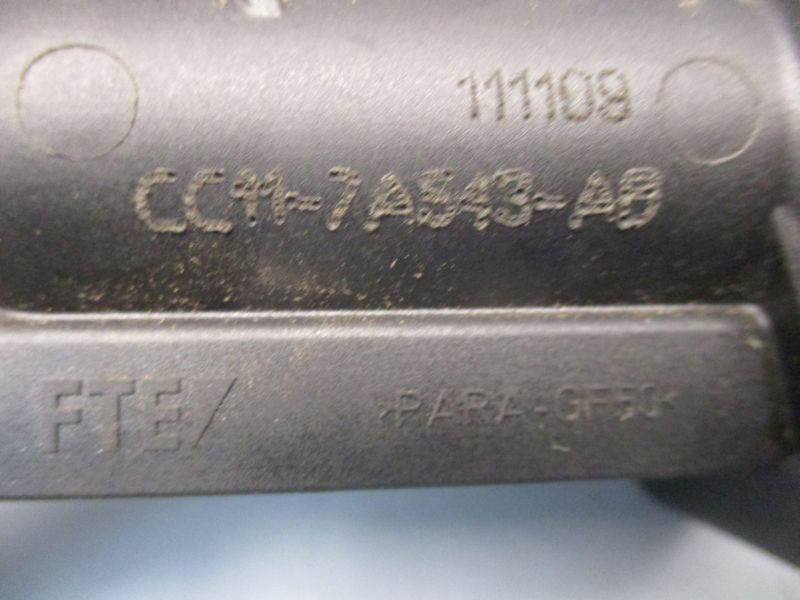 111108
CC11-7A543-AB
FTE/ >PARA-GF50<